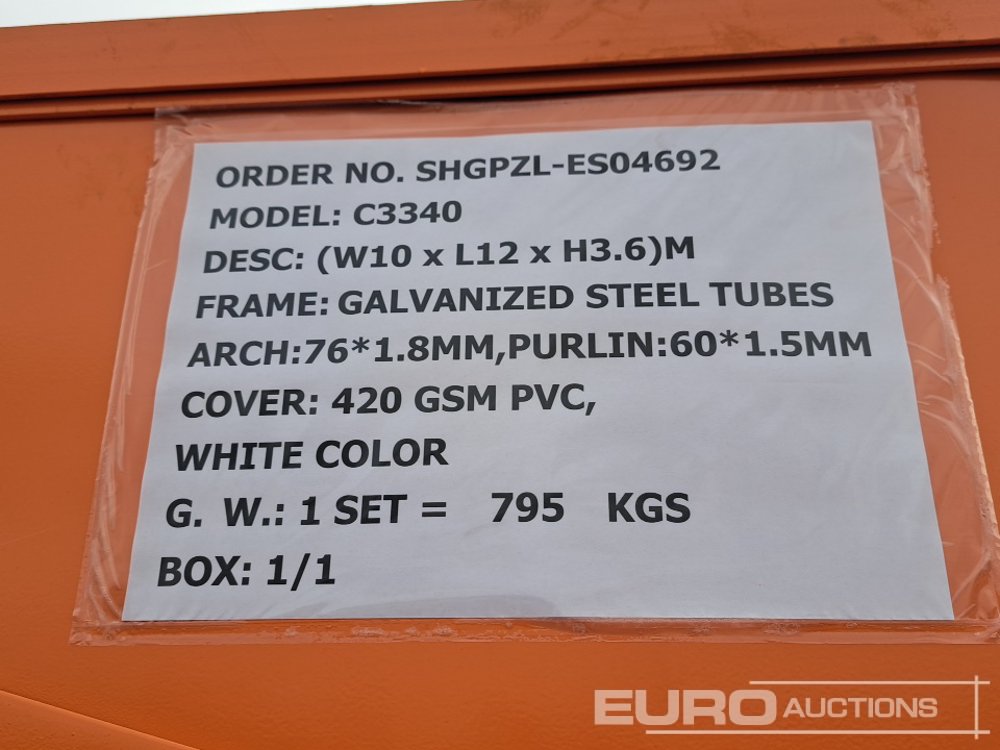 ORDER NO. SHGPZL-ES04692
MODEL: C3340
DESC: (W10 x L12 x H3.6)M
FRAME: GALVANIZED STEEL TUBES
ARCH:76*1.8MM,PURLIN:60*1.5MM
COVER: 420 GSM PVC,
WHITE COLOR
G. W.: 1 SET = 795 KGS
BOX: 1/1
EURO AUCTIONS